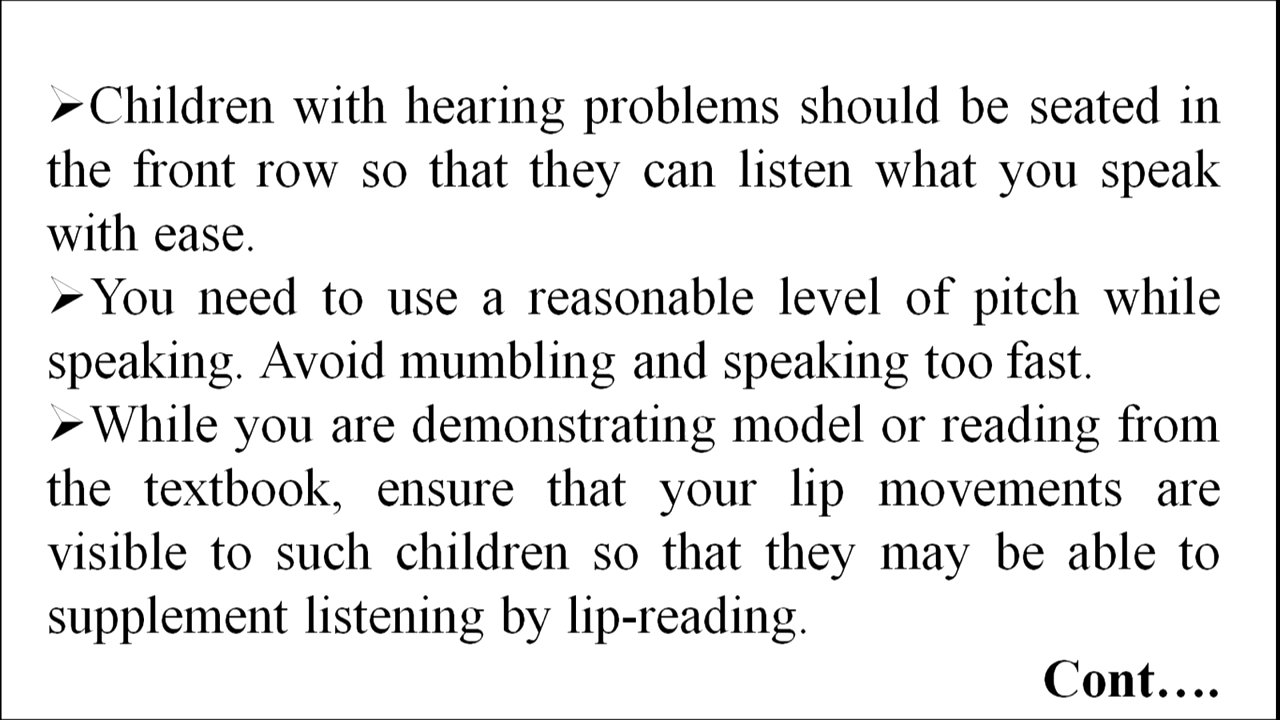 ➢Children with hearing problems should be seated in
the front row so that they can listen what you speak
with ease.
➢You need to use a reasonable level of pitch while
speaking. Avoid mumbling and speaking too fast.
➢While you are demonstrating model or reading from
the textbook, ensure that your lip movements are
visible to such children so that they may be able to
supplement listening by lip-reading.
Cont….